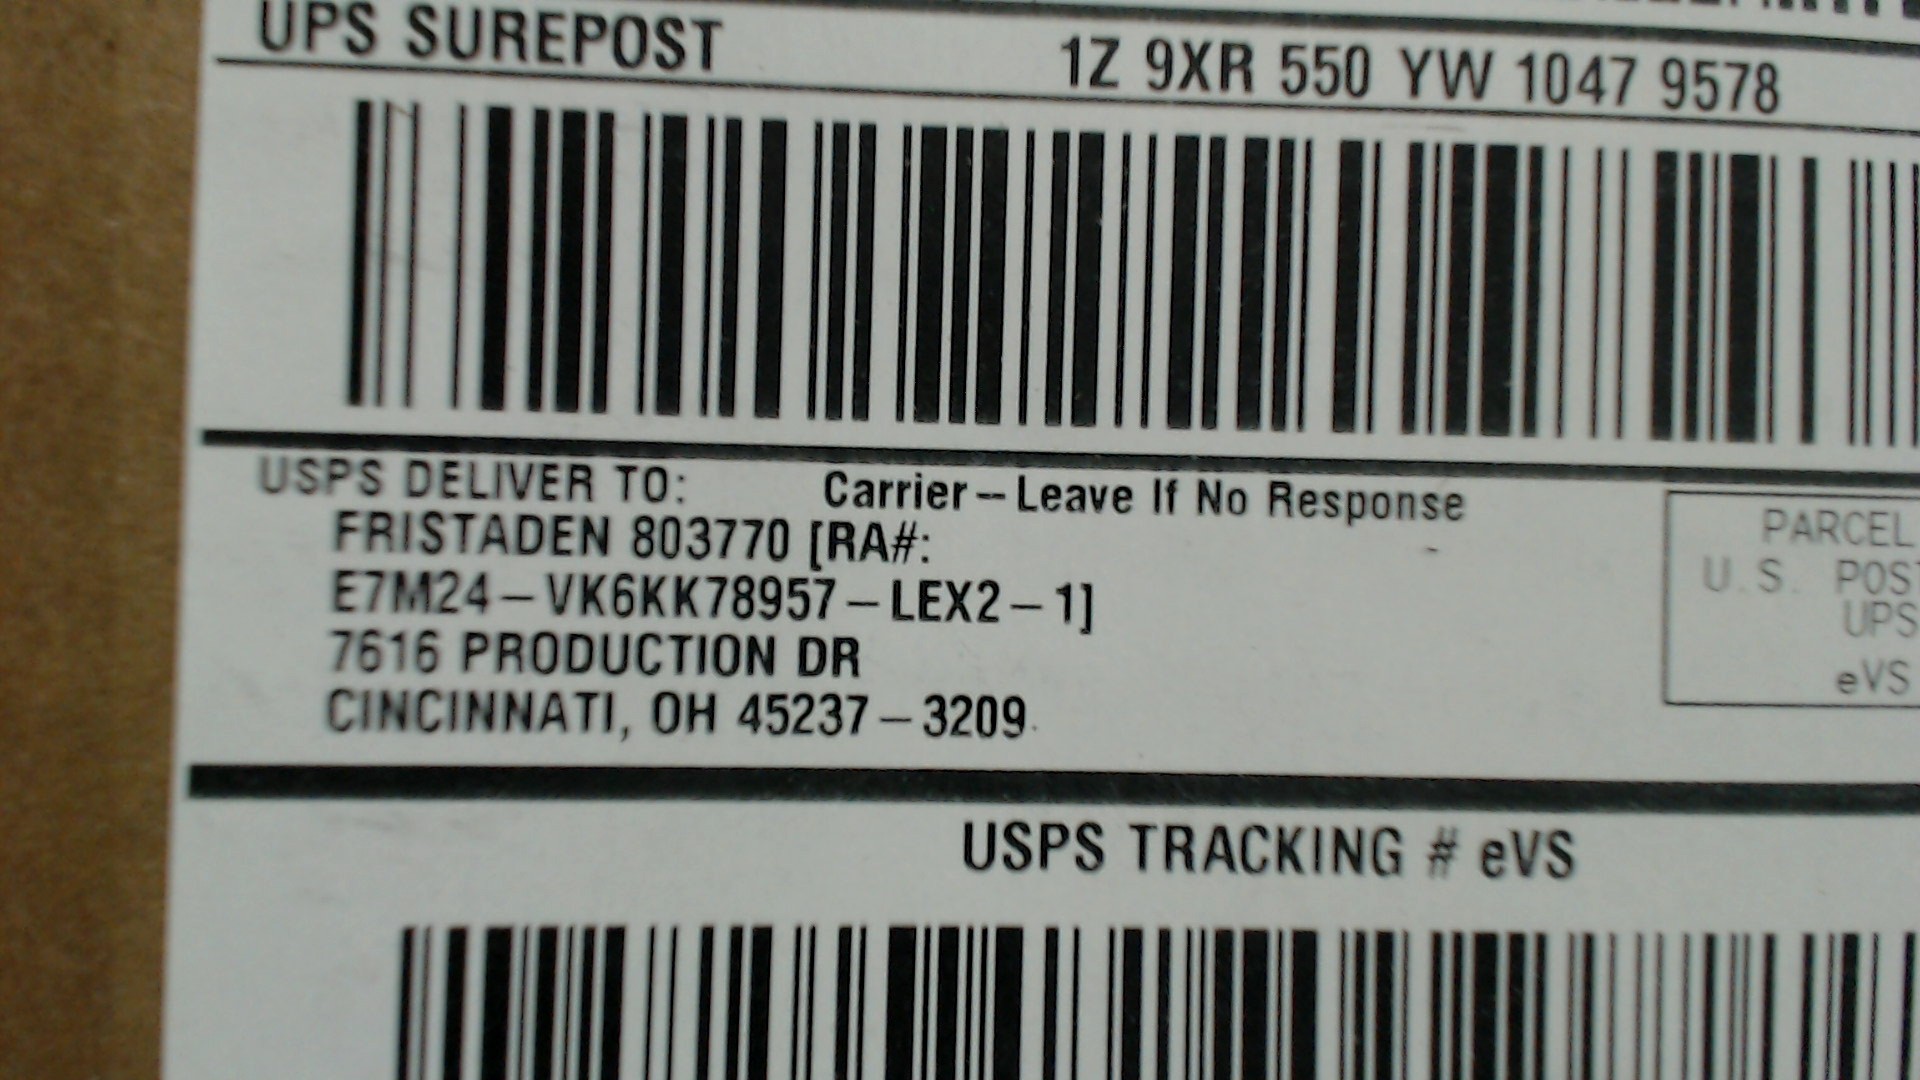 UPS SUREPOST 1Z 9XR 550 YW 1047 9578
USPS DELIVER TO: Carrier – Leave If No Response
FRISTADEN 803770 [RA#:
E7M24 – VK6KK78957 – LEX2 – 1]
7616 PRODUCTION DR
CINCINNATI, OH 45237 – 3209
PARCEL
U.S. POST
UPS
eVS
USPS TRACKING # eVS